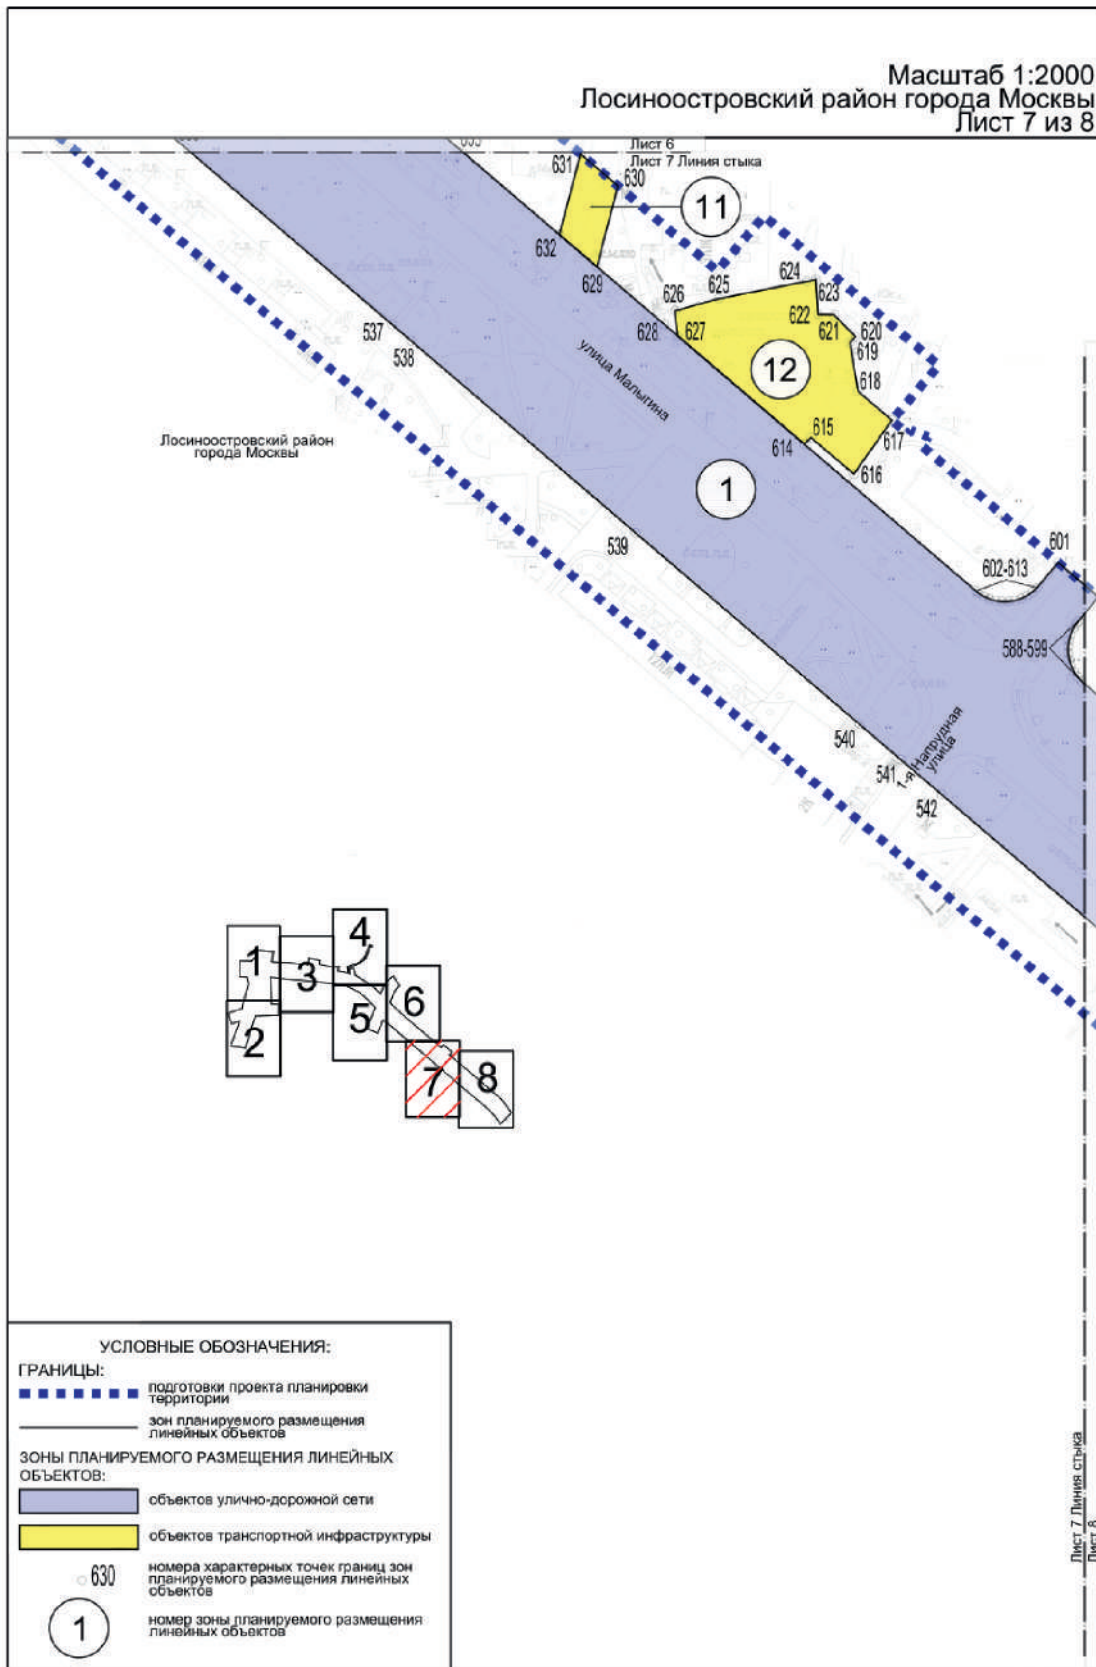 Масштаб 1:2000
Лосиноостровский район города Москвы
Лист 7 из 8
Лист 6
Лист 7 Линия стыка
631
630
11
632
629
624
625
626
623
622
621
620
619
628
627
12
618
537
538
улица Малыгина
615
614
617
616
Лосиноостровский район
города Москвы
1
539
601
602-613
588-599
540
541
1-я Напрудная
улица
542
4
1
3
6
5
2
7
8
УСЛОВНЫЕ ОБОЗНАЧЕНИЯ:
ГРАНИЦЫ:
подготовки проекта планировки
территории
зон планируемого размещения
линейных объектов
ЗОНЫ ПЛАНИРУЕМОГО РАЗМЕЩЕНИЯ ЛИНЕЙНЫХ
ОБЪЕКТОВ:
объектов улично-дорожной сети
объектов транспортной инфраструктуры
630
номера характерных точек границ зон
планируемого размещения линейных
объектов
1
номер зоны планируемого размещения
линейных объектов
Лист 7 Линия стыка
Лист 8